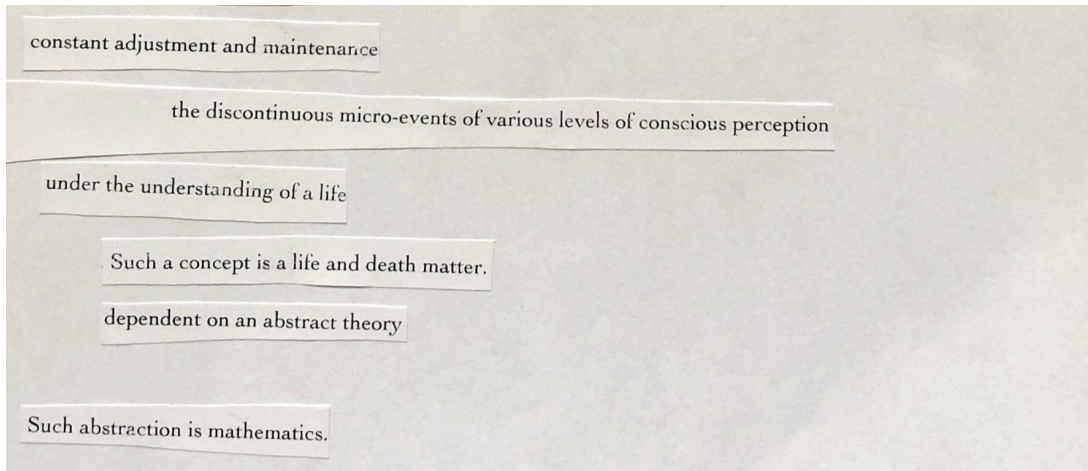 constant adjustment and maintenance
the discontinuous micro-events of various levels of conscious perception
under the understanding of a life
Such a concept is a life and death matter.
dependent on an abstract theory
Such abstraction is mathematics.